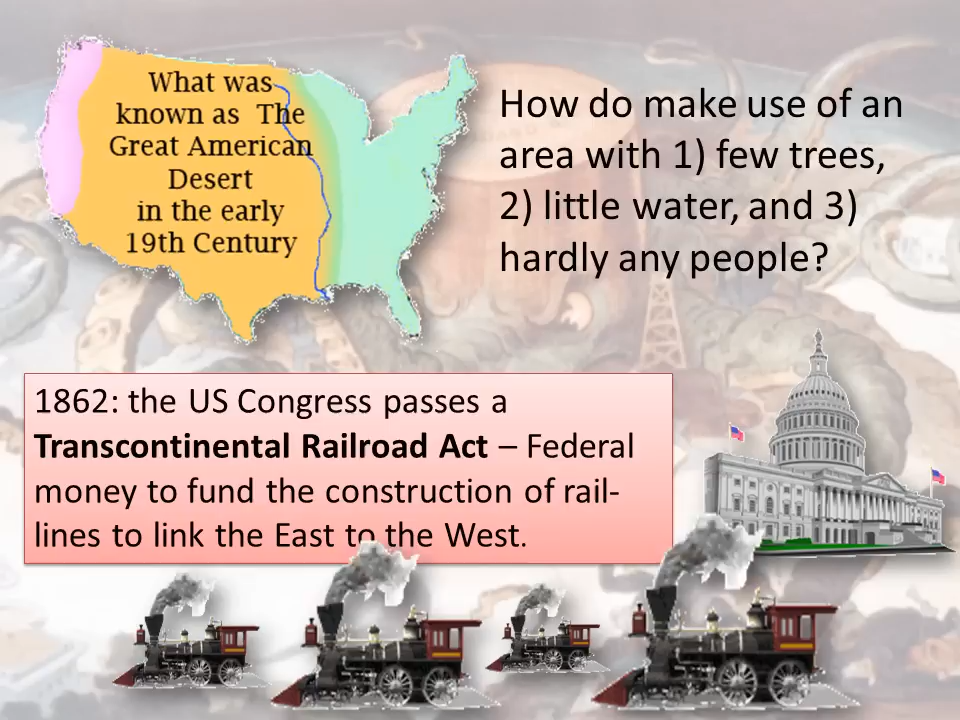 What was
known as The
Great American
Desert
in the early
19th Century
How do make use of an
area with 1) few trees,
2) little water, and 3)
hardly any people?
1862: the US Congress passes a
Transcontinental Railroad Act – Federal
money to fund the construction of rail-
lines to link the East to the West.